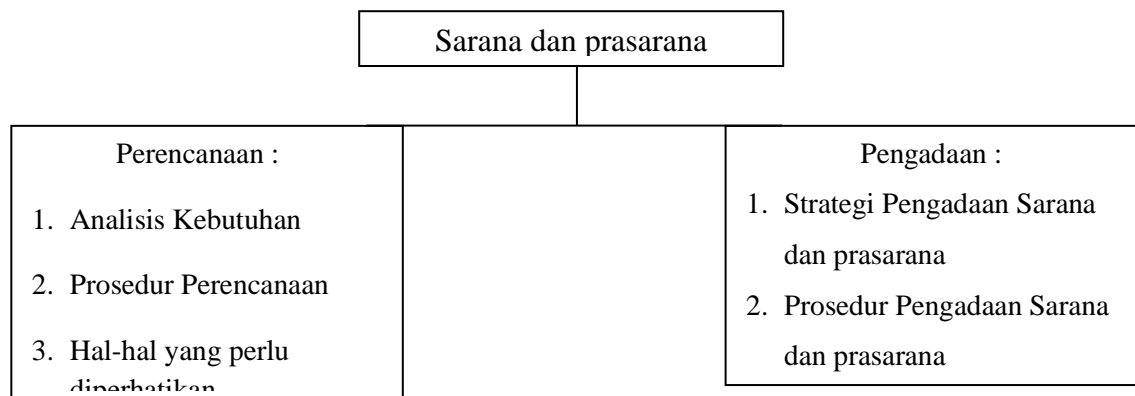 Sarana dan prasarana
Perencanaan :
1. Analisis Kebutuhan
2. Prosedur Perencanaan
3. Hal-hal yang perlu
diperhatikan
Pengadaan :
1. Strategi Pengadaan Sarana
dan prasarana
2. Prosedur Pengadaan Sarana
dan prasarana